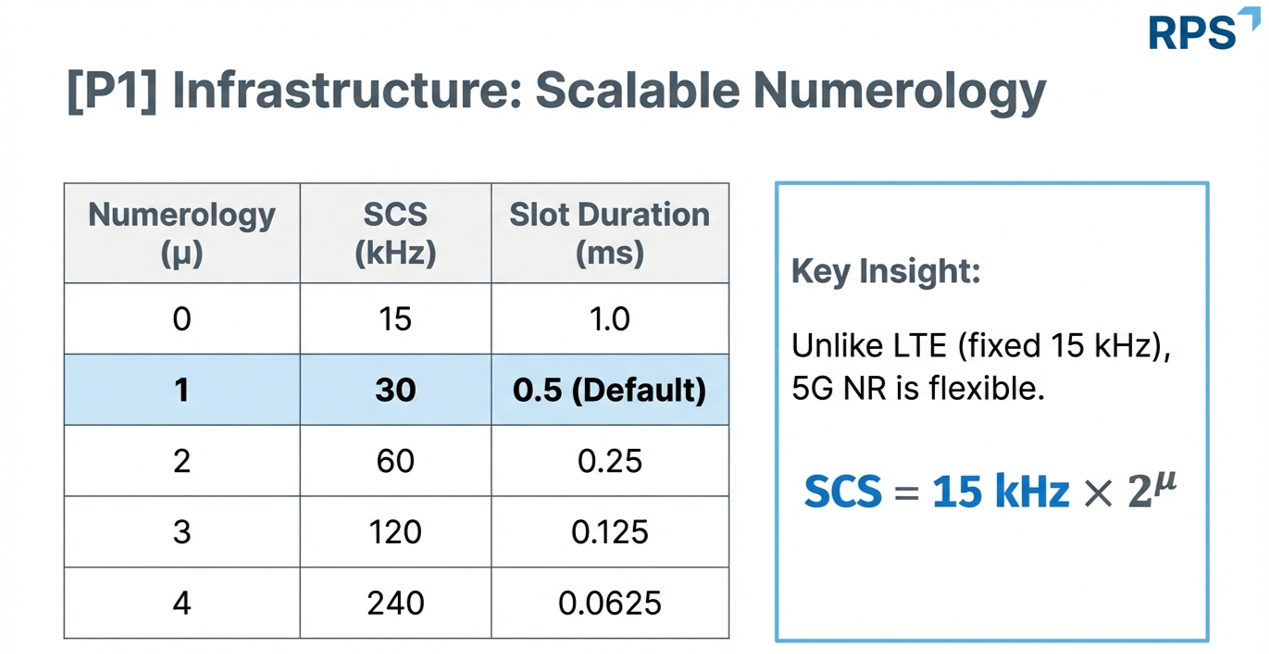 RPS
[P1] Infrastructure: Scalable Numerology
Numerology (μ) SCS (kHz) Slot Duration (ms)
0 15 1.0
1 30 0.5 (Default)
2 60 0.25
3 120 0.125
4 240 0.0625
Key Insight:
Unlike LTE (fixed 15 kHz),
5G NR is flexible.
SCS = 15 kHz × 2^μ